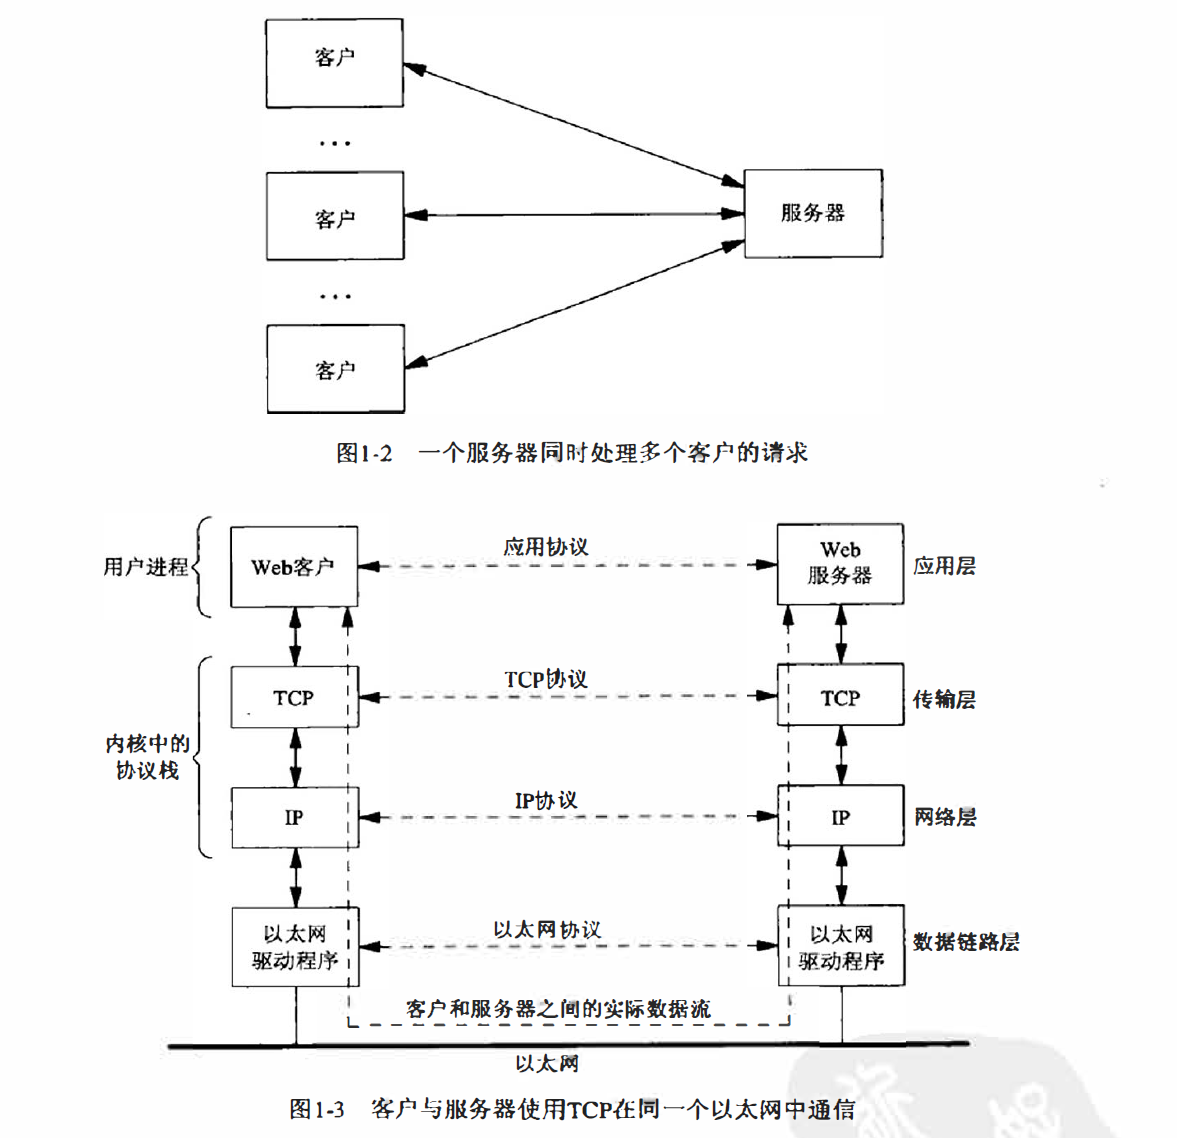 客户
...
客户
服务器
...
客户
图1-2 一个服务器同时处理多个客户的请求
用户进程
Web客户
应用协议
Web
服务器
应用层
TCP
TCP协议
TCP
传输层
内核中的
协议栈
IP
IP协议
IP
网络层
以太网
驱动程序
以太网协议
以太网
驱动程序
数据链路层
客户和服务器之间的实际数据流
以太网
图1-3 客户与服务器使用TCP在同一个以太网中通信